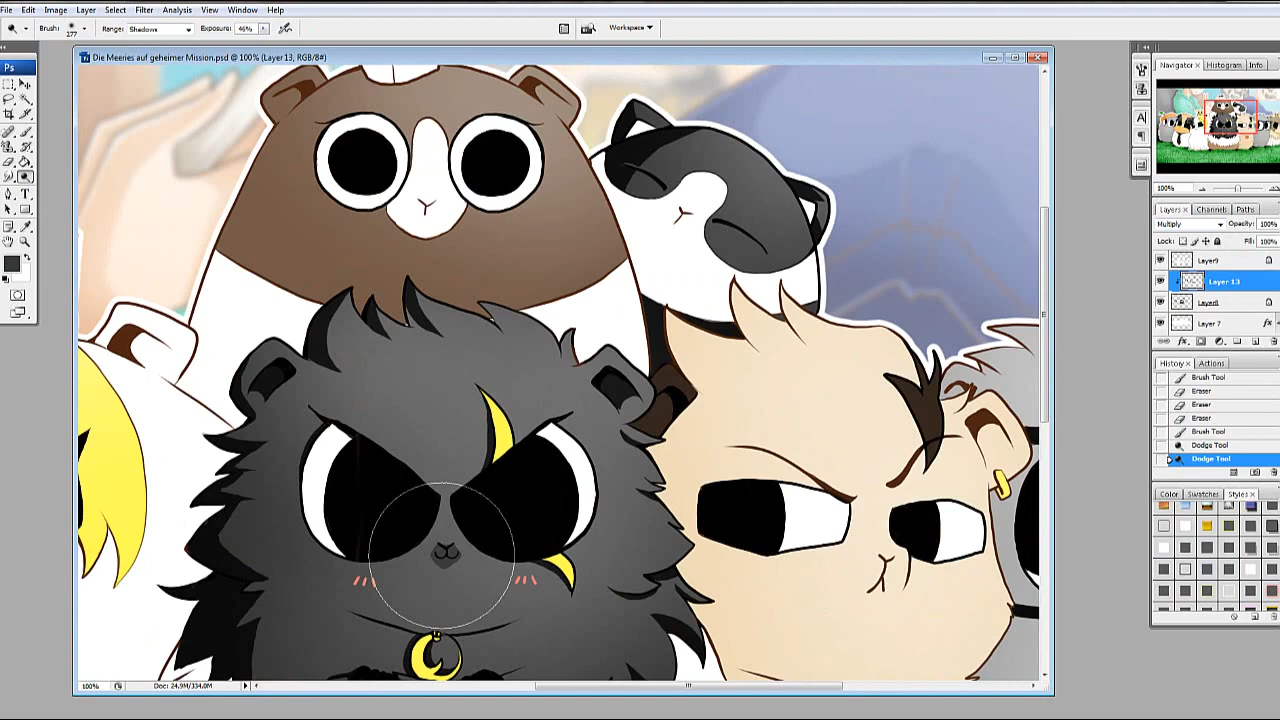 File Edit Image Layer Select Filter Analysis View Window Help
Brush: 177 Range: Shadows Exposure: 46% Workspace
Ps
Die Meeries auf geheimer Mission.psd @ 100% (Layer 13, RGB/8#)
Navigator Histogram Info
100%
Layers Channels Paths
Multiply Opacity: 100%
Lock: Fill: 100%
Layer9
Layer 13
Layer8
Layer 7
History Actions
Brush Tool
Eraser
Eraser
Eraser
Brush Tool
Dodge Tool
Dodge Tool
Color Swatches Styles
100% Doc: 24,9M/334,0M